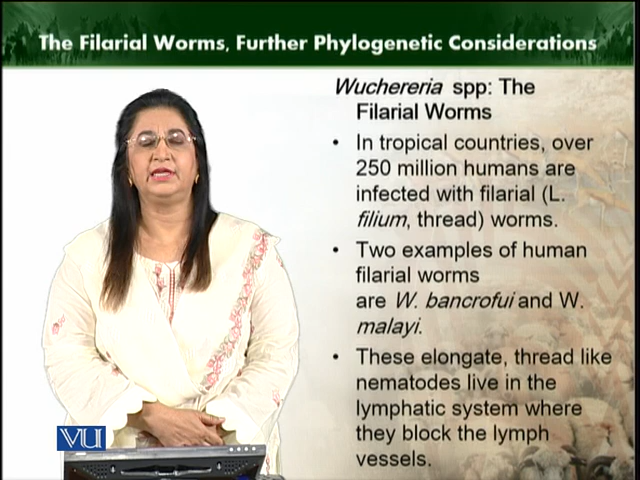 The Filarial Worms, Further Phylogenetic Considerations
Wuchereria spp: The
Filarial Worms
• In tropical countries, over
250 million humans are
infected with filarial (L.
filium, thread) worms.
• Two examples of human
filarial worms
are W. bancrofui and W.
malayi.
• These elongate, thread like
nematodes live in the
lymphatic system where
they block the lymph
vessels.
VU